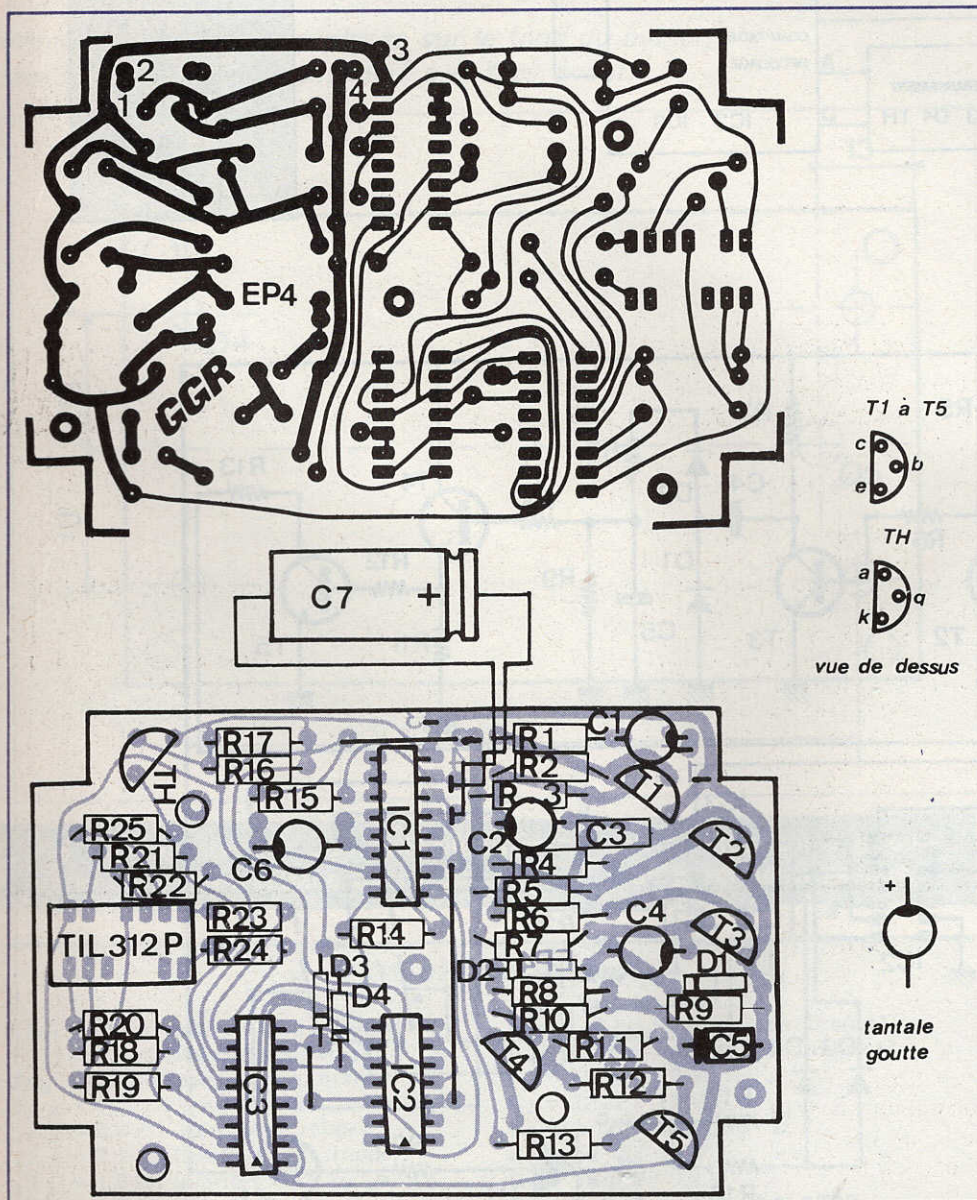 2
3
1
4
EP4
GGR
T1 à T5
c
b
e
TH
a
q
k
vue de dessus
C7 +
R17
R16
R15
TH
R1
R2
R3
C1
T1
IC1
R25
R21
R22
C6
C2
C3
R4
T2
R5
R6
R7
C4
T3
R23
R24
TIL312P
R14
D3
D4
D2
D1
R8
R10
R9
R20
R18
R19
IC3
IC2
T4
R11
C5
R12
R13
T5
+
tantale
goutte